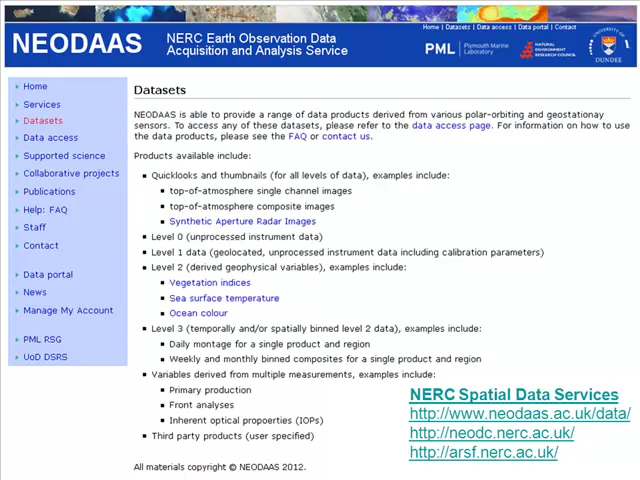 Home | Datasets | Data access | Data portal | Contact
NEODAAS
NERC Earth Observation Data
Acquisition and Analysis Service
PML | Plymouth Marine
Laboratory
NATURAL
ENVIRONMENT
RESEARCH COUNCIL
UNIVERSITY OF
DUNDEE
Home
Services
Datasets
Data access
Supported science
Collaborative projects
Publications
Help: FAQ
Staff
Contact
Data portal
News
Manage My Account
PML RSG
UoD DSRS
Datasets
NEODAAS is able to provide a range of data products derived from various polar-orbiting and geostationay
sensors. To access any of these datasets, please refer to the data access page. For information on how to use
the data products, please see the FAQ or contact us.
Products available include:
Quicklooks and thumbnails (for all levels of data), examples include:
top-of-atmosphere single channel images
top-of-atmosphere composite images
Synthetic Aperture Radar Images
Level 0 (unprocessed instrument data)
Level 1 data (geolocated, unprocessed instrument data including calibration parameters)
Level 2 (derived geophysical variables), examples include:
Vegetation indices
Sea surface temperature
Ocean colour
Level 3 (temporally and/or spatially binned level 2 data), examples include:
Daily montage for a single product and region
Weekly and monthly binned composites for a single product and region
Variables derived from multiple measurements, examples include:
Primary production
Front analyses
Inherent optical propoerties (IOPs)
Third party products (user specified)
All materials copyright © NEODAAS 2012.
NERC Spatial Data Services
http://www.neodaas.ac.uk/data/
http://neodc.nerc.ac.uk/
http://arsf.nerc.ac.uk/